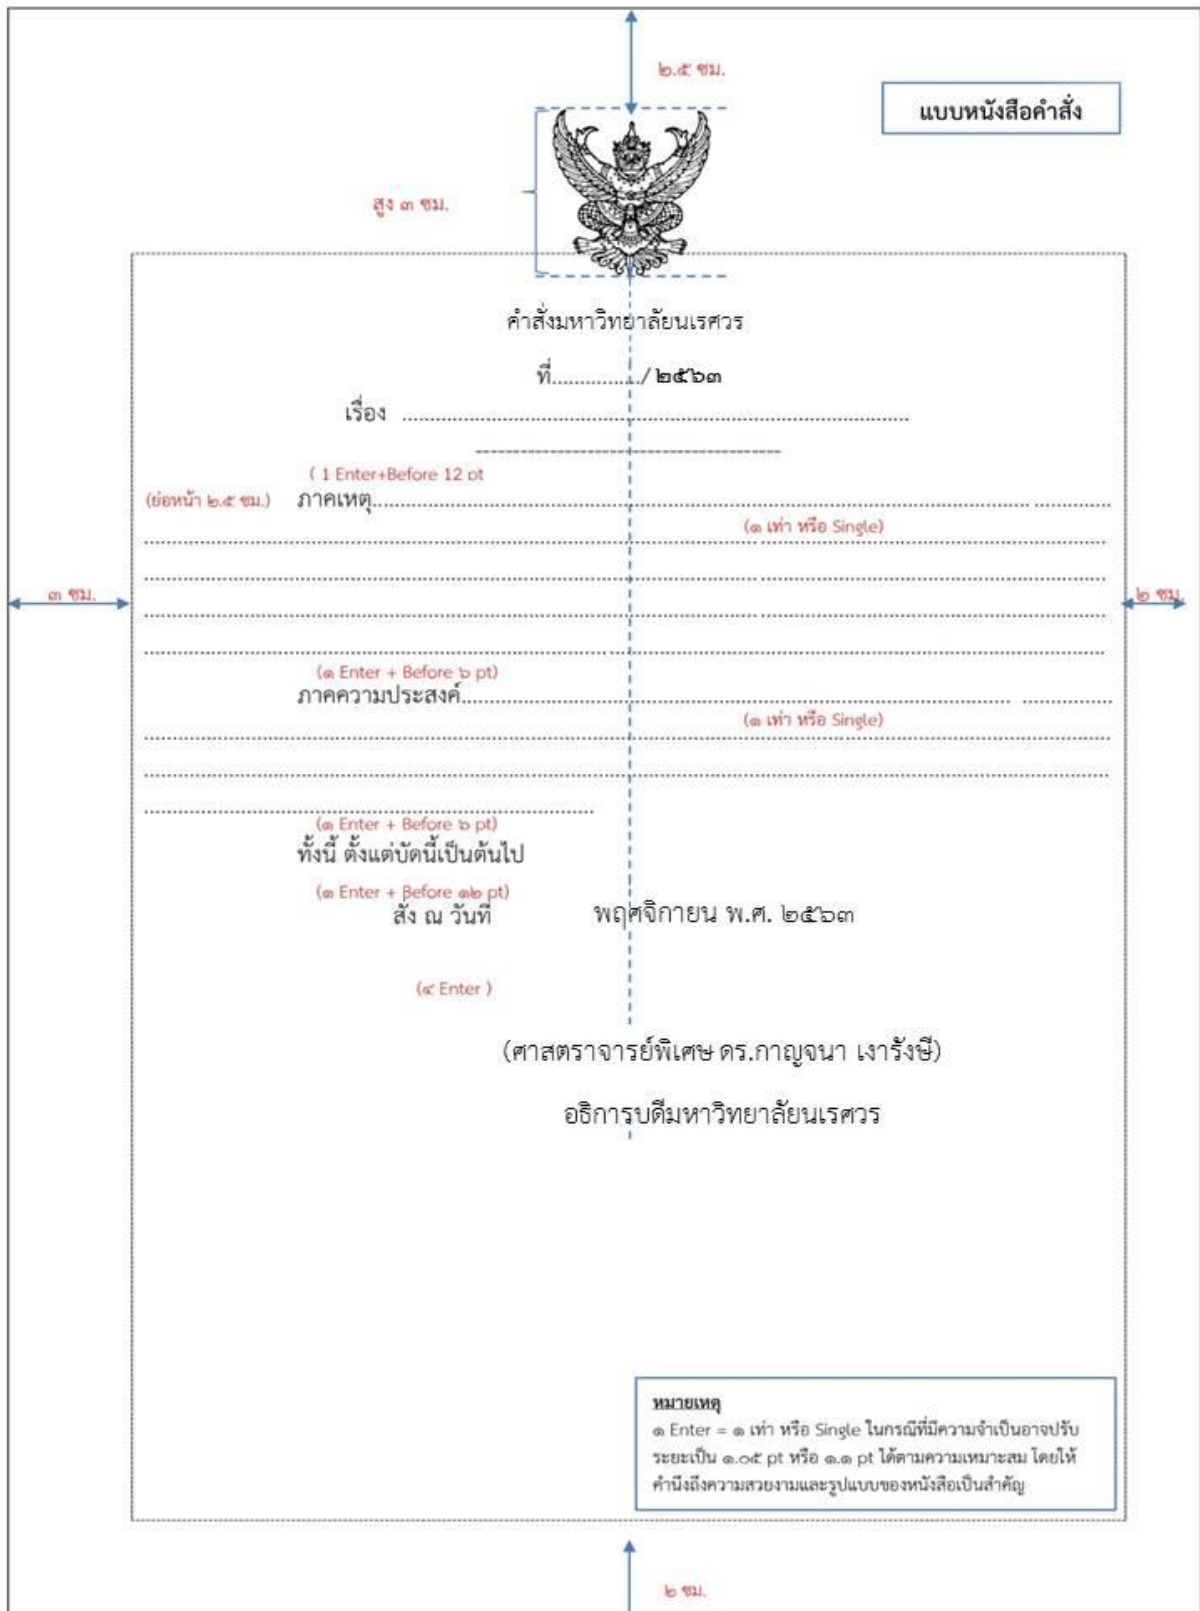 ๒.๕ ซม.
แบบหนังสือคำสั่ง
สูง ๓ ซม.
คำสั่งมหาวิทยาลัยนเรศวร
ที่................/ ๒๕๖๓
เรื่อง ..........................................................................................
--------------------------------------
( 1 Enter+Before 12 pt
(ย่อหน้า ๒.๕ ซม.) ภาคเหตุ..........................................................................................
(๑ เท่า หรือ Single)
๓ ซม.
๒ ซม.
(๑ Enter + Before ๖ pt)
ภาคความประสงค์..........................................................................................
(๑ เท่า หรือ Single)
(๑ Enter + Before ๖ pt)
ทั้งนี้ ตั้งแต่บัดนี้เป็นต้นไป
(๑ Enter + Before ๑๒ pt)
สั่ง ณ วันที่ พฤศจิกายน พ.ศ. ๒๕๖๓
(๔ Enter )
(ศาสตราจารย์พิเศษ ดร.กาญจนา เงารังษี)
อธิการบดีมหาวิทยาลัยนเรศวร
หมายเหตุ
๑ Enter = ๑ เท่า หรือ Single ในกรณีที่มีความจำเป็นอาจปรับ
ระยะเป็น ๑.๐๕ pt หรือ ๑.๑ pt ได้ตามความเหมาะสม โดยให้
คำนึงถึงความสวยงามและรูปแบบของหนังสือเป็นสำคัญ
๒ ซม.